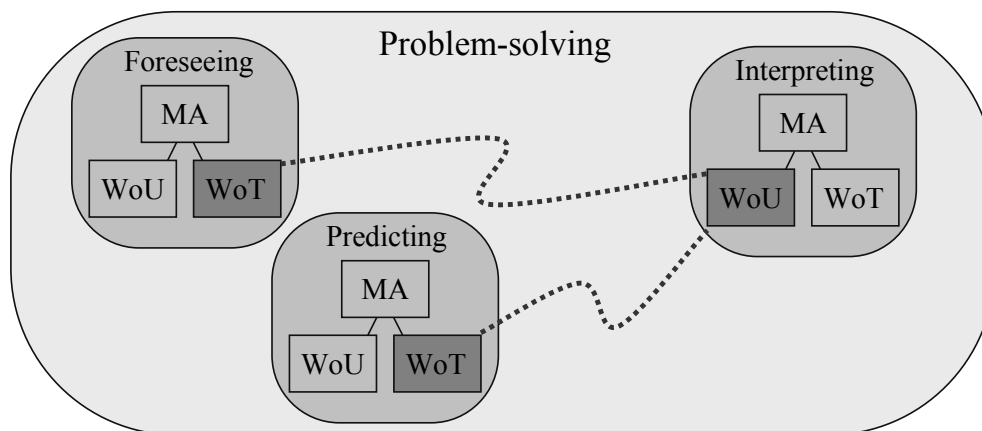 Problem-solving
Foreseeing
MA
WoU WoT
Interpreting
MA
WoU WoT
Predicting
MA
WoU WoT